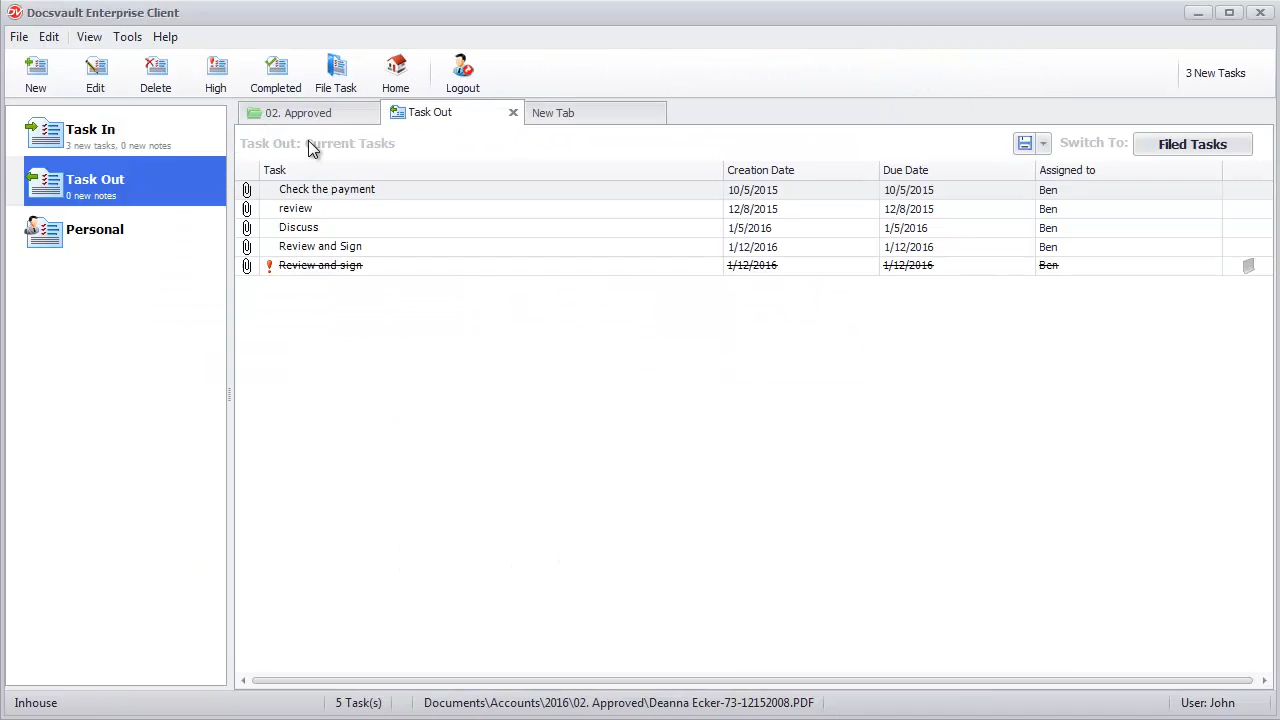 Docsvault Enterprise Client
File Edit View Tools Help
New Edit Delete High Completed File Task Home Logout 3 New Tasks
02. Approved Task Out New Tab
Task In
3 new tasks, 0 new notes
Task Out
0 new notes
Personal
Task Out: Current Tasks Switch To: Filed Tasks
Task Creation Date Due Date Assigned to
Check the payment 10/5/2015 10/5/2015 Ben
review 12/8/2015 12/8/2015 Ben
Discuss 1/5/2016 1/5/2016 Ben
Review and Sign 1/12/2016 1/12/2016 Ben
Review and sign 1/12/2016 1/12/2016 Ben
Inhouse 5 Task(s) Documents\Accounts\2016\02. Approved\Deanna Ecker-73-12152008.PDF User: John